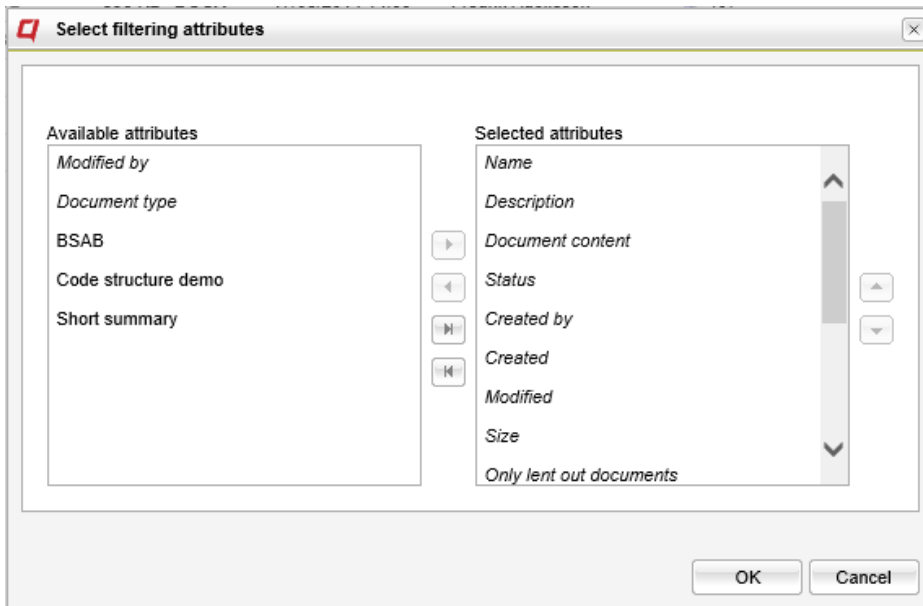 Select filtering attributes
Available attributes
Modified by
Document type
BSAB
Code structure demo
Short summary
Selected attributes
Name
Description
Document content
Status
Created by
Created
Modified
Size
Only lent out documents
OK
Cancel